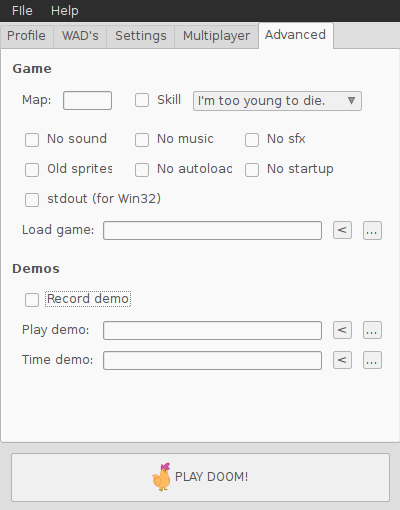 FIle Help
Profile WAD's Settings Multiplayer Advanced
Game
Map: Skill I'm too young to die.
No sound No music No sfx
Old sprites No autoloac No startup
stdout (for Win32)
Load game: < ...
Demos
Record demo
Play demo: < ...
Time demo: < ...
PLAY DOOM!